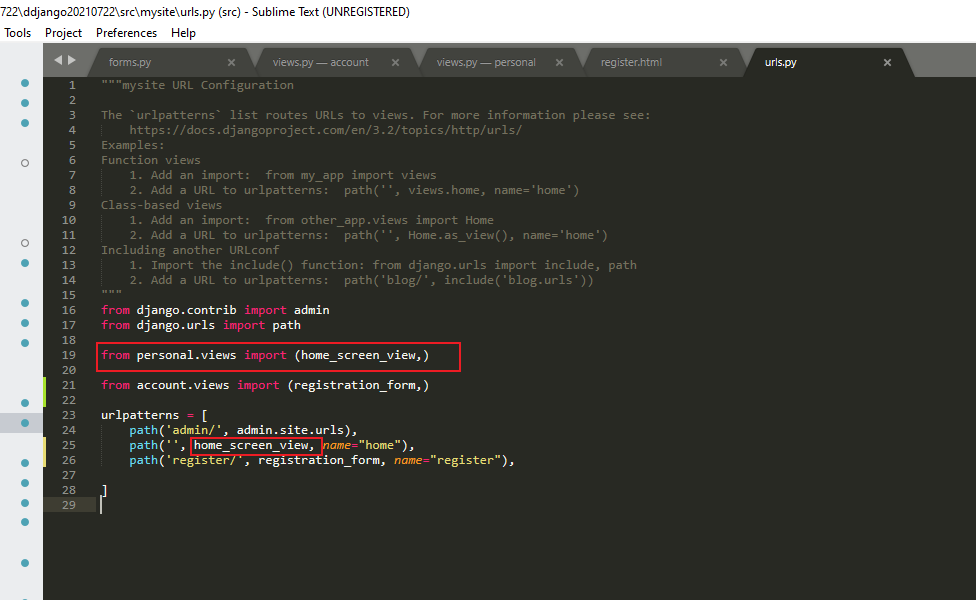 722\ddjango20210722\src\mysite\urls.py (src) - Sublime Text (UNREGISTERED)
Tools Project Preferences Help
forms.py × views.py — account × views.py — personal × register.html × urls.py ×
1 """mysite URL Configuration
2
3 The `urlpatterns` list routes URLs to views. For more information please see:
4     https://docs.djangoproject.com/en/3.2/topics/http/urls/
5 Examples:
6 Function views
7     1. Add an import:  from my_app import views
8     2. Add a URL to urlpatterns:  path('', views.home, name='home')
9 Class-based views
10     1. Add an import:  from other_app.views import Home
11     2. Add a URL to urlpatterns:  path('', Home.as_view(), name='home')
12 Including another URLconf
13     1. Import the include() function: from django.urls import include, path
14     2. Add a URL to urlpatterns:  path('blog/', include('blog.urls'))
15 """
16 from django.contrib import admin
17 from django.urls import path
18
19 from personal.views import (home_screen_view,)
20
21 from account.views import (registration_form,)
22
23 urlpatterns = [
24     path('admin/', admin.site.urls),
25     path('', home_screen_view, name="home"),
26     path('register/', registration_form, name="register"),
27
28 ]
29